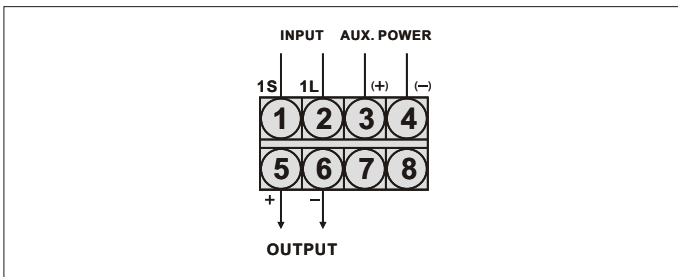 INPUT AUX. POWER
1S 1L (+) (−)
1 2 3 4
5 6 7 8
+ −
OUTPUT